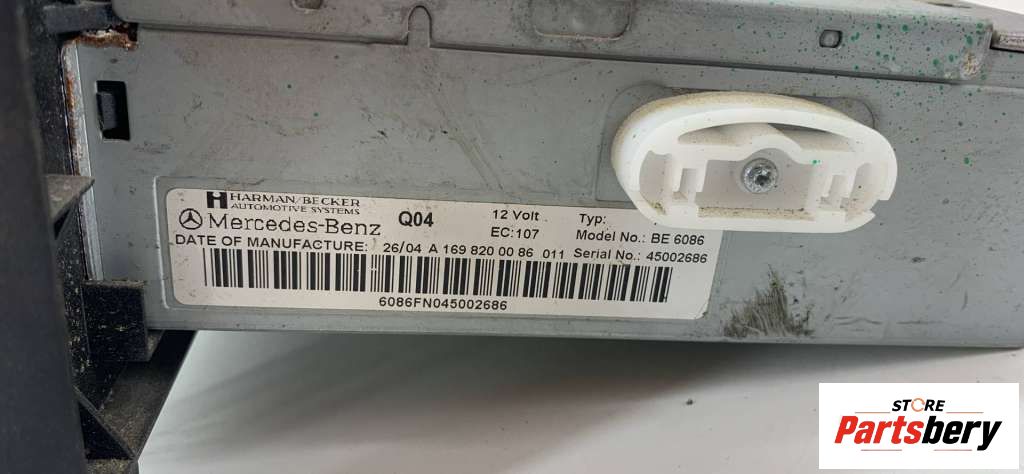 HARMAN/BECKER
AUTOMOTIVE SYSTEMS
Mercedes-Benz Q04 12 Volt Typ:
EC:107 Model No.: BE 6086
DATE OF MANUFACTURE: 26/04 A 169 820 00 86 011 Serial No.: 45002686
6086FN045002686
STORE
Partsbery